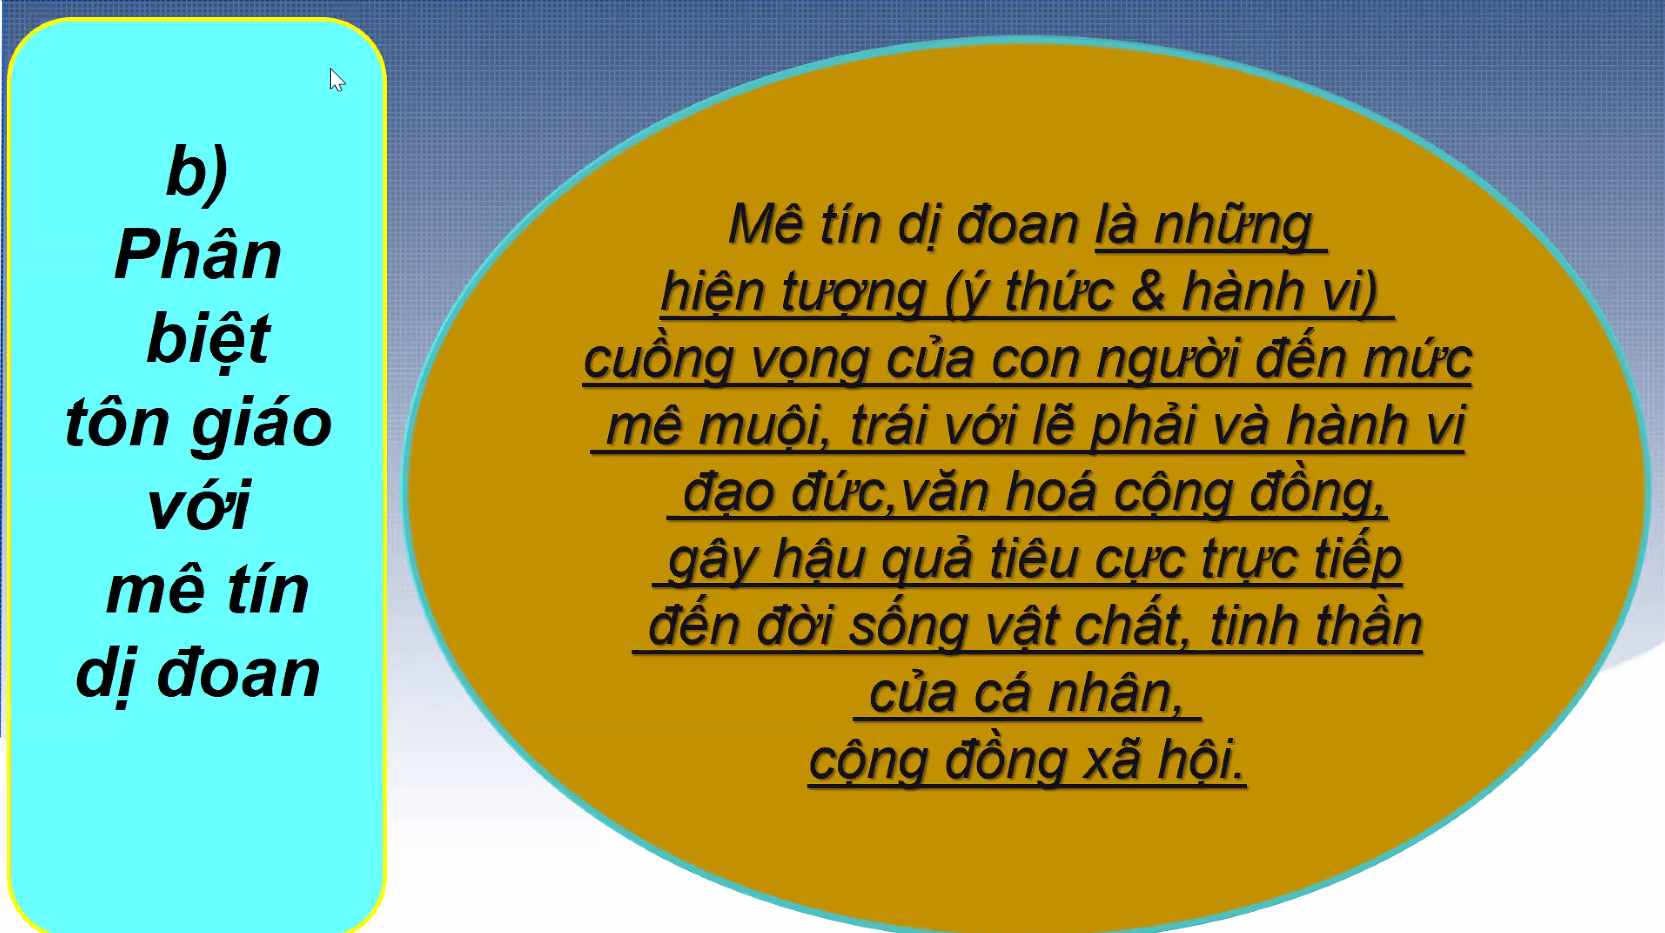 b)
Phân
biệt
tôn giáo
với
mê tín
dị đoan
Mê tín dị đoan là những
hiện tượng (ý thức & hành vi)
cuồng vọng của con người đến mức
mê muội, trái với lẽ phải và hành vi
đạo đức,văn hoá cộng đồng,
gây hậu quả tiêu cực trực tiếp
đến đời sống vật chất, tinh thần
của cá nhân,
cộng đồng xã hội.